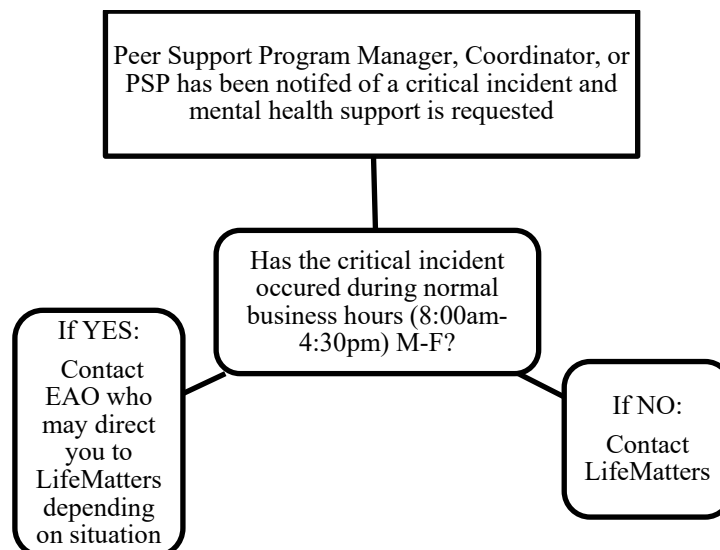 Peer Support Program Manager, Coordinator, or
PSP has been notifed of a critical incident and
mental health support is requested
Has the critical incident
occured during normal
business hours (8:00am-
4:30pm) M-F?
If YES:
Contact
EAO who
may direct
you to
LifeMatters
depending
on situation
If NO:
Contact
LifeMatters